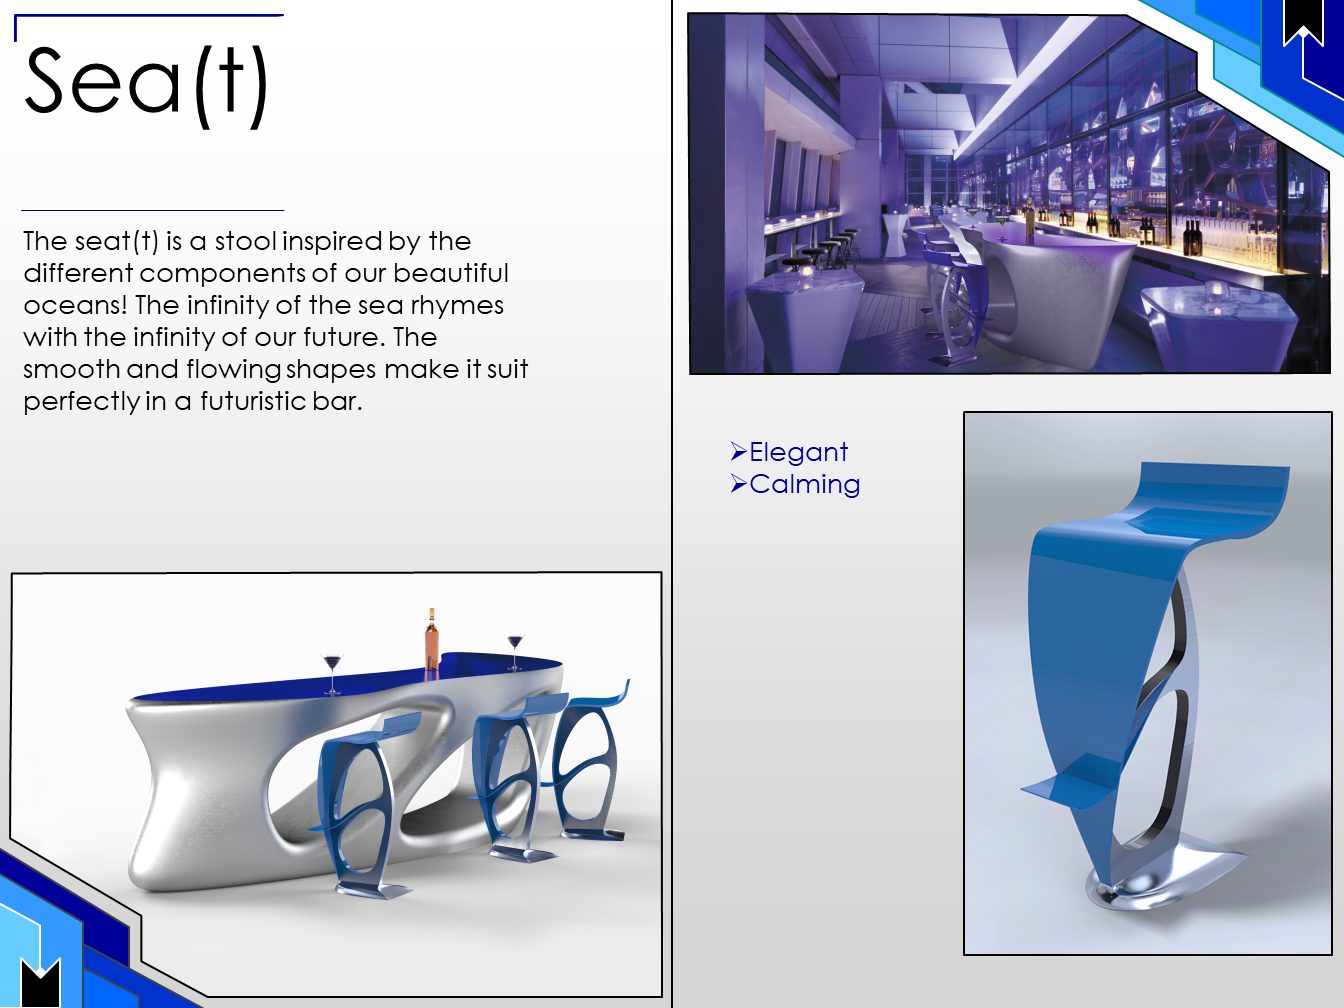 Sea(t)
The seat(t) is a stool inspired by the
different components of our beautiful
oceans! The infinity of the sea rhymes
with the infinity of our future. The
smooth and flowing shapes make it suit
perfectly in a futuristic bar.
➢Elegant
➢Calming